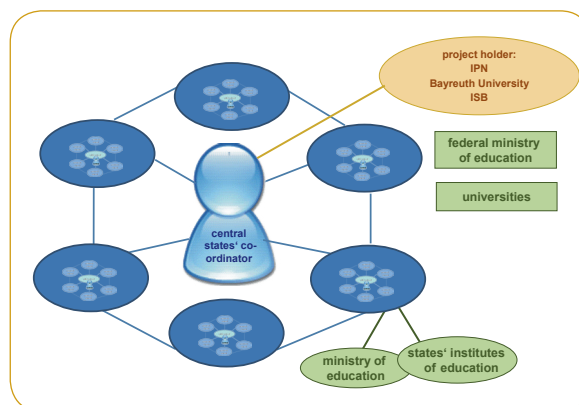 project holder:
IPN
Bayreuth University
ISB
federal ministry
of education
universities
central
states‘ co-
ordinator
ministry of
education
states‘ institutes
of education